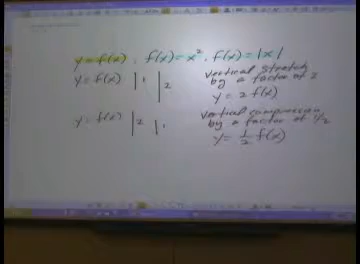 y = f(x) . f(x) = x², f(x) = |x|
y = f(x) | 1 | 2
vertical stretch
by a factor of 2
y = 2 f(x)
y = f(x) | 2 | 1
vertical compression
by a factor of 1/2
y = 1/2 f(x)